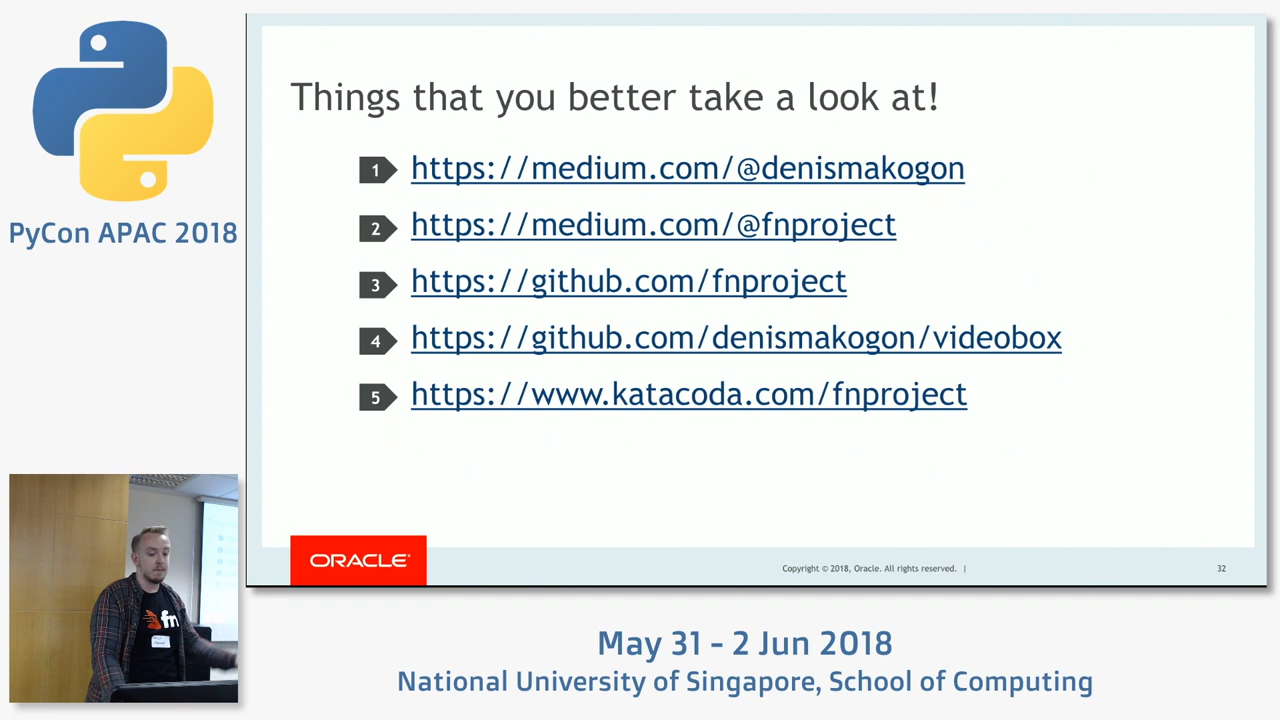 PyCon APAC 2018
Things that you better take a look at!
1 https://medium.com/@denismakogon
2 https://medium.com/@fnproject
3 https://github.com/fnproject
4 https://github.com/denismakogon/videobox
5 https://www.katacoda.com/fnproject
ORACLE®
Copyright © 2018, Oracle. All rights reserved. |
32
fn
May 31 - 2 Jun 2018
National University of Singapore, School of Computing